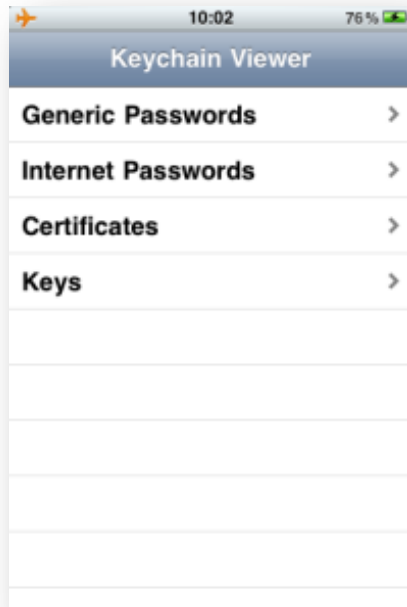 10:02 76%
Keychain Viewer
Generic Passwords
Internet Passwords
Certificates
Keys